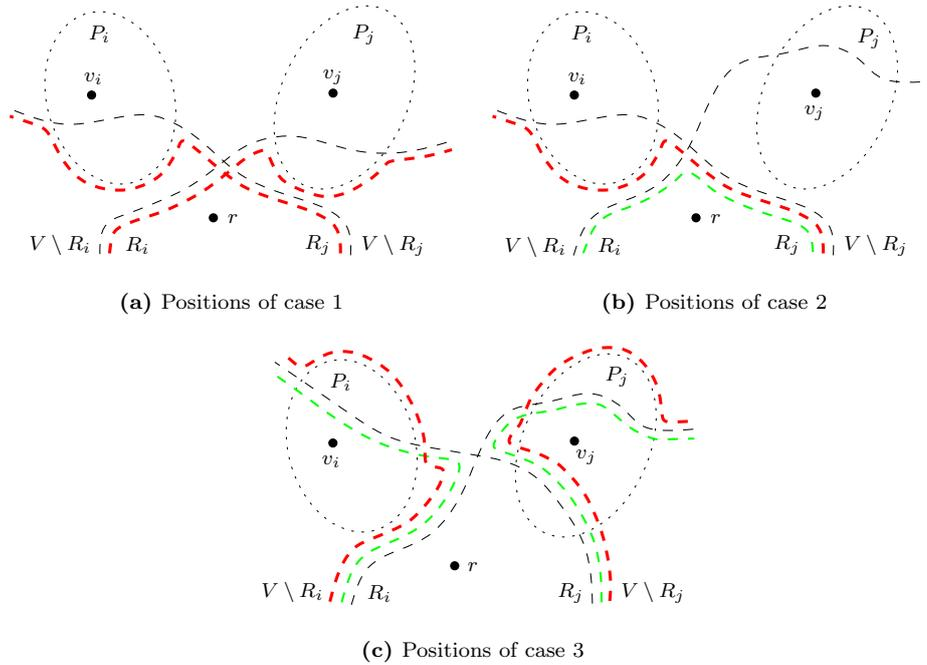 P_i P_j P_i P_j
v_i v_j v_i v_j
r r
V \ R_i R_i R_j V \ R_j V \ R_i R_i R_j V \ R_j
(a) Positions of case 1 (b) Positions of case 2
P_i P_j
v_i v_j
r
V \ R_i R_i R_j V \ R_j
(c) Positions of case 3